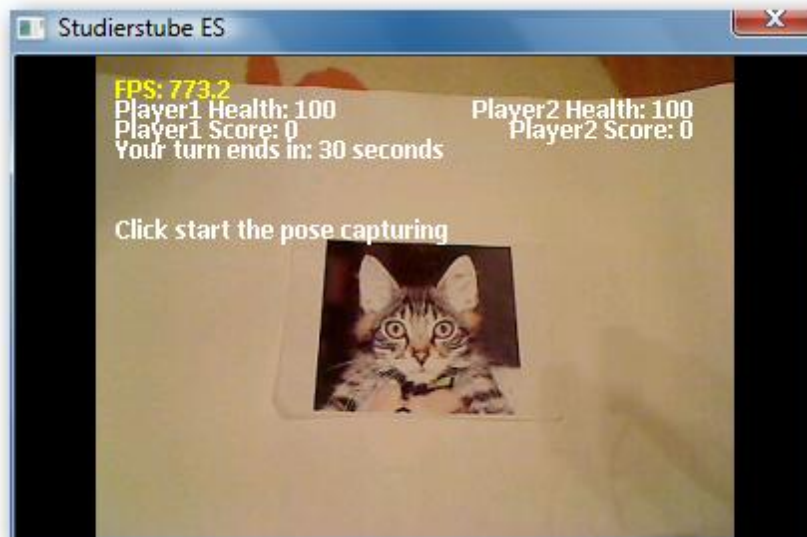 Studierstube ES
FPS: 773.2
Player1 Health: 100 Player2 Health: 100
Player1 Score: 0 Player2 Score: 0
Your turn ends in: 30 seconds
Click start the pose capturing